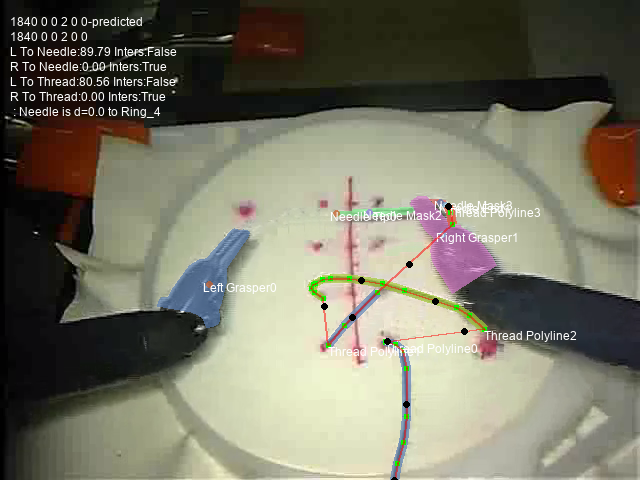 1840 0 0 2 0 0-predicted
1840 0 0 2 0 0
L To Needle:89.79 Inters:False
R To Needle:0.00 Inters:True
L To Thread:80.56 Inters:False
R To Thread:0.00 Inters:True
: Needle is d=0.0 to Ring_4
Needle Mask3
Thread Polyline3
Needle Mask2
Right Grasper1
Left Grasper0
Thread Polyline2
Thread Polyline0